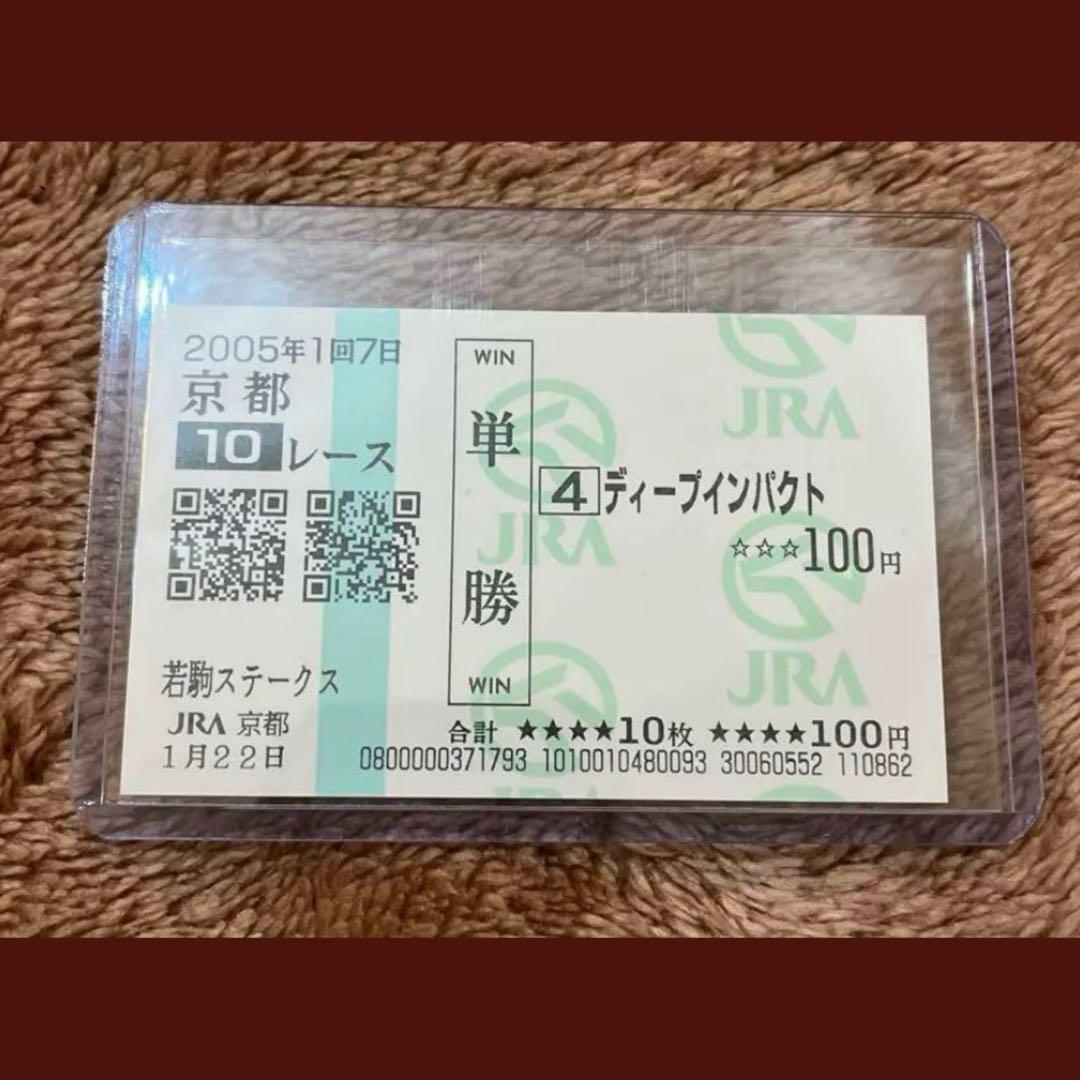 2005年1回7日
京都
10レース
若駒ステークス
JRA 京都
1月22日
WIN
単勝
WIN
4ディープインパクト
☆☆☆100円
合計 ★★★★10枚 ★★★★100円
0800000371793 1010010480093 30060552 110862
JRA
JRA
JRA
JRA